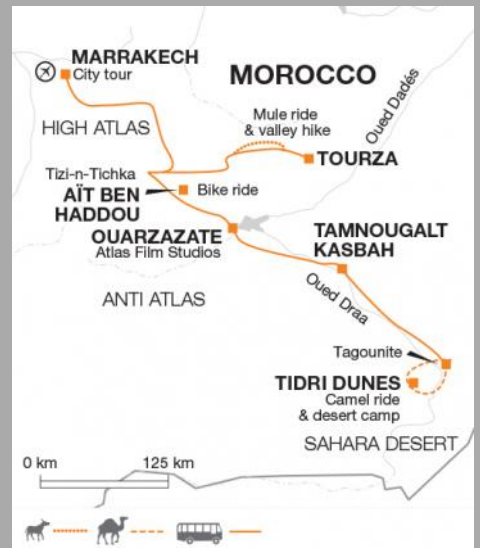 MARRAKECH
City tour
MOROCCO
HIGH ATLAS
Mule ride
& valley hike
Oued Dadés
TOURZA
Tizi-n-Tichka
AÏT BEN
HADDOU
Bike ride
OUARZAZATE
Atlas Film Studios
TAMNOUGALT
KASBAH
ANTI ATLAS
Oued Draa
Tagounite
TIDRI DUNES
Camel ride
& desert camp
SAHARA DESERT
0 km
125 km